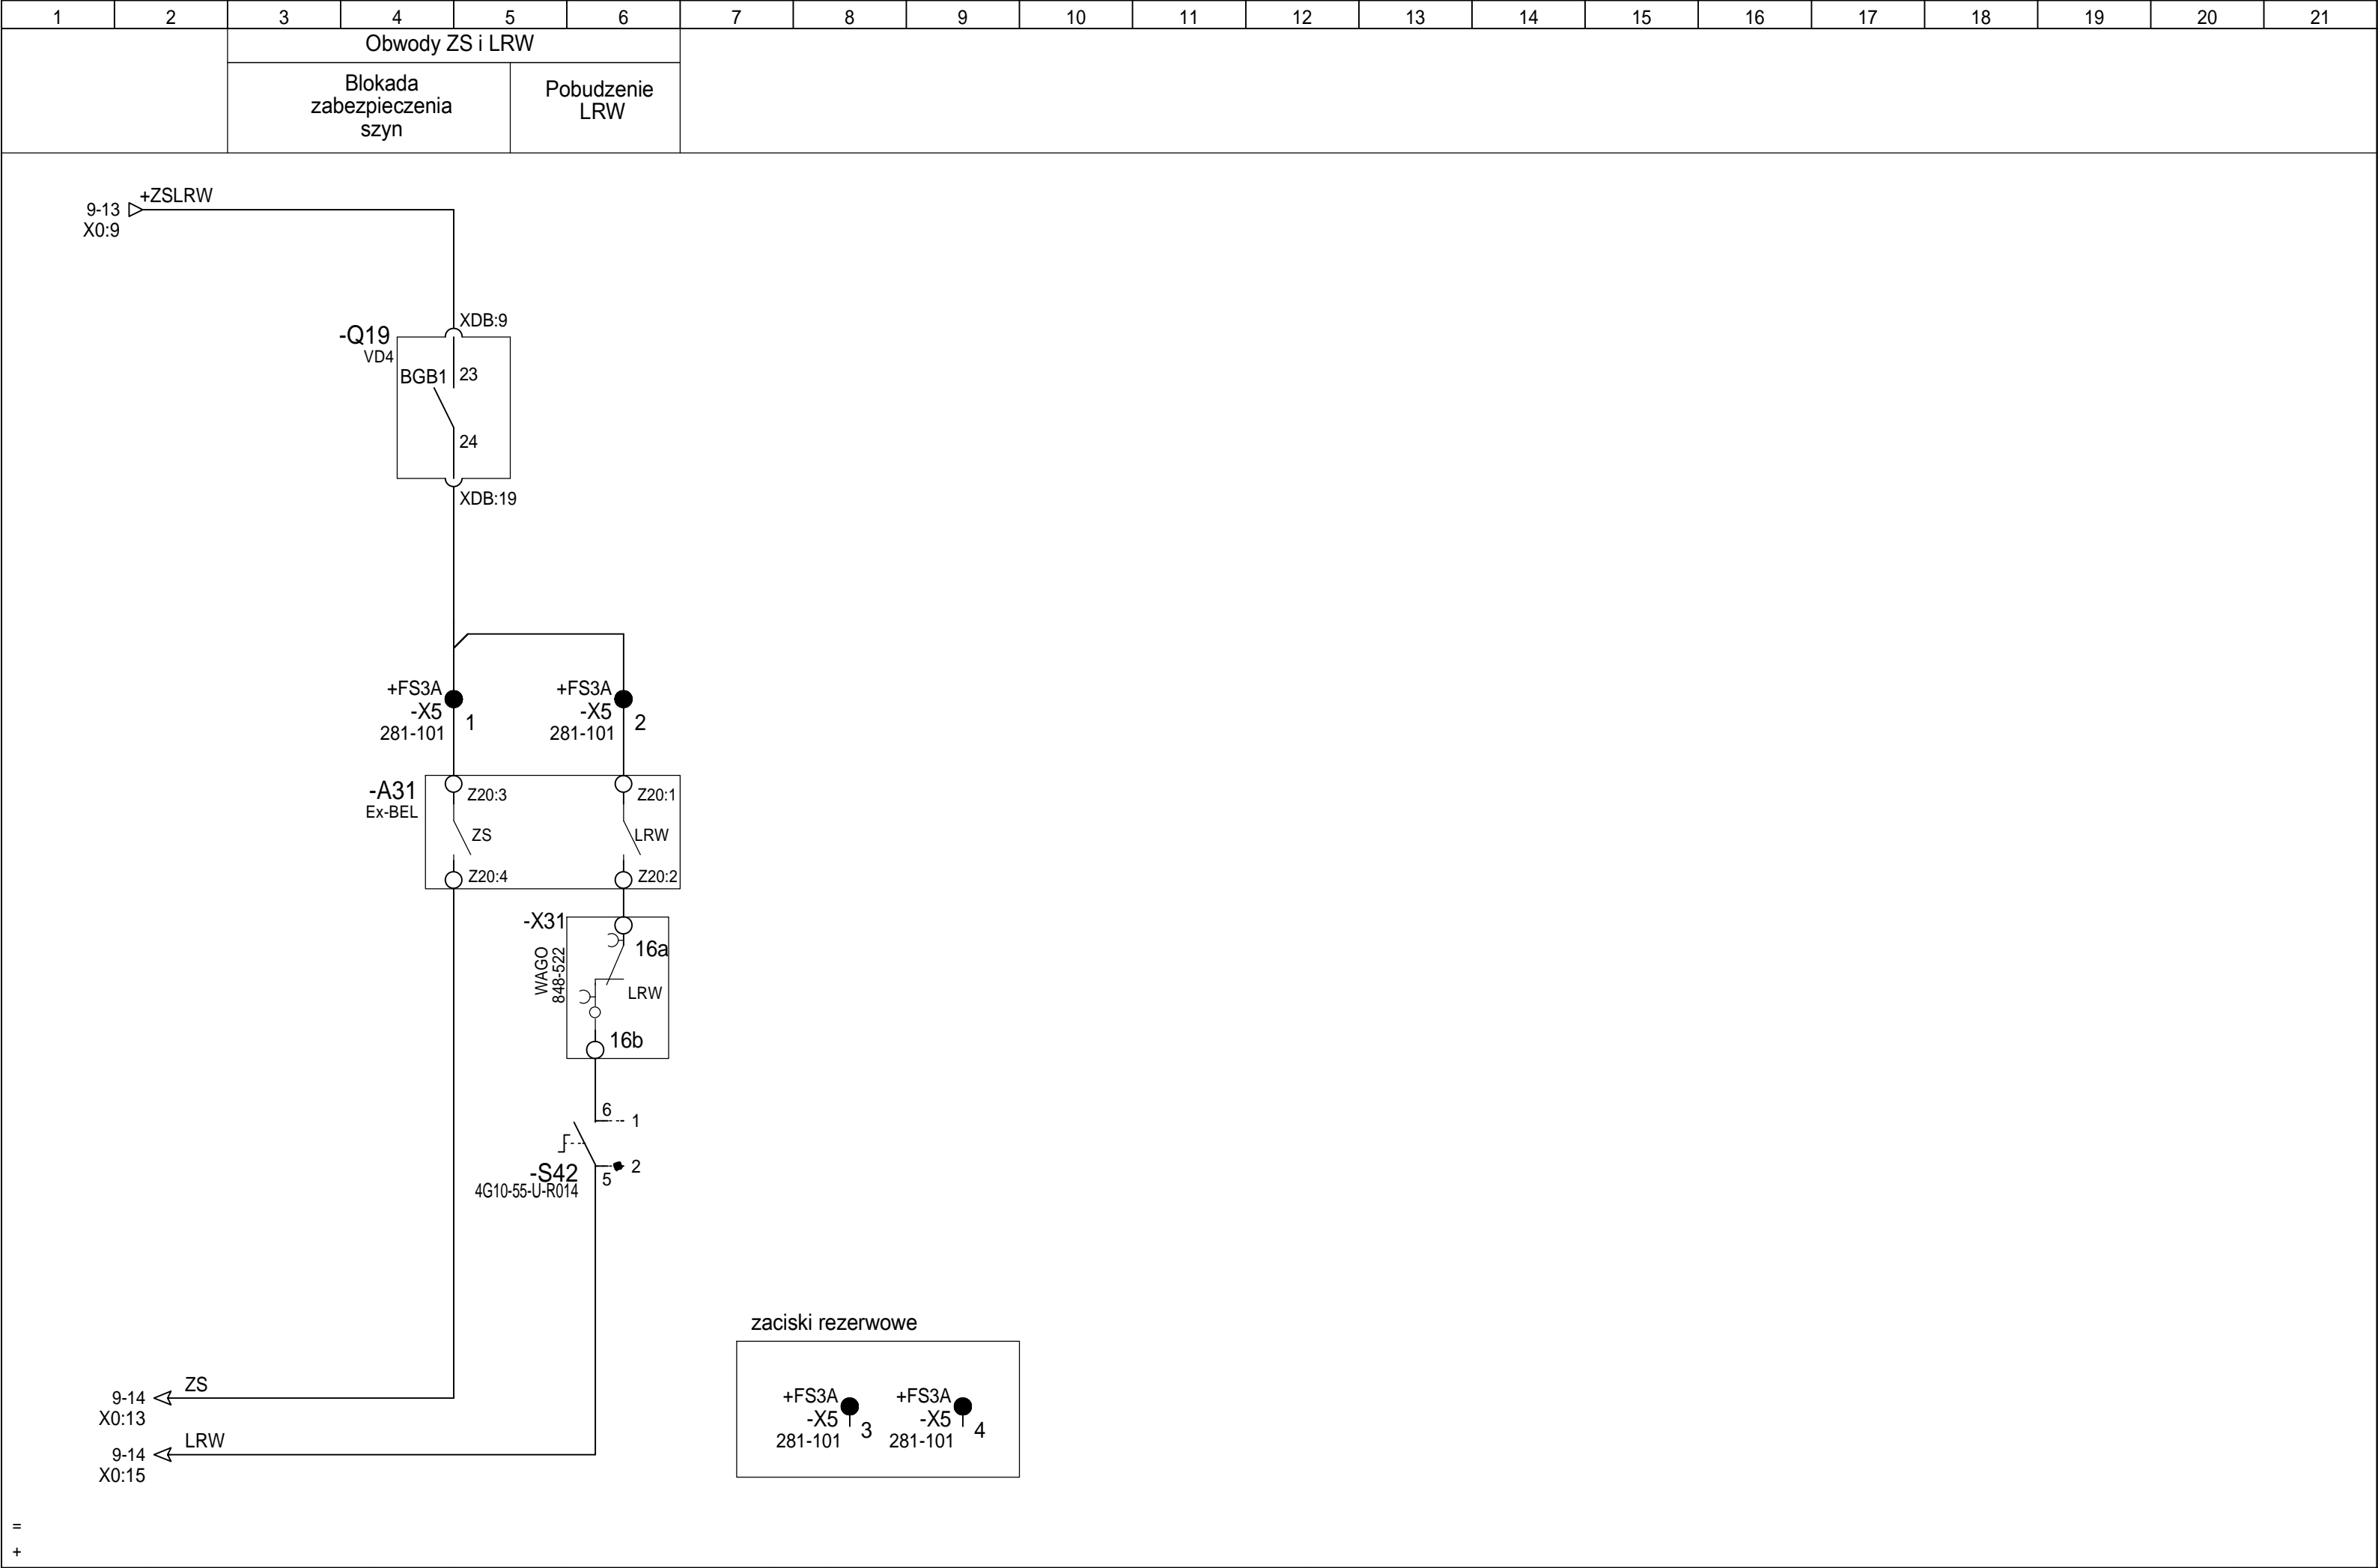 1 2 3 4 5 6 7 8 9 10 11 12 13 14 15 16 17 18 19 20 21
Obwody ZS i LRW
Blokada
zabezpieczenia
szyn
Pobudzenie
LRW
+ZSLRW
9-13
X0:9
XDB:9
-Q19
VD4
BGB1
23
24
XDB:19
+FS3A
-X5
281-101
1
+FS3A
-X5
281-101
2
-A31
Ex-BEL
Z20:3
ZS
Z20:4
Z20:1
LRW
Z20:2
-X31
WAGO
848-522
16a
LRW
16b
6
1
-S42
4G10-55-U-R014
5
2
zaciski rezerwowe
+FS3A
-X5
281-101
3
+FS3A
-X5
281-101
4
ZS
9-14
X0:13
LRW
9-14
X0:15
=
+